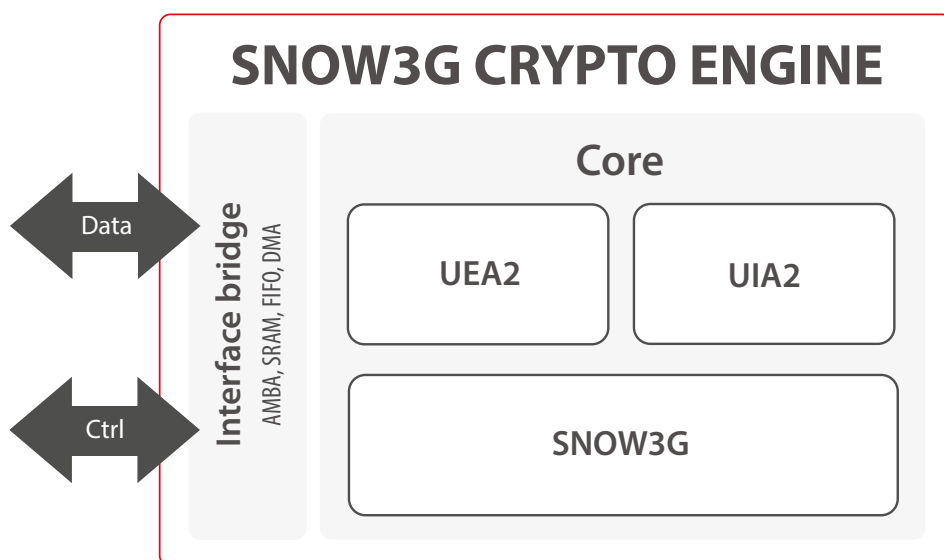 SNOW3G CRYPTO ENGINE
Data
Ctrl
Interface bridge
AMBA, SRAM, FIFO, DMA
Core
UEA2
UIA2
SNOW3G